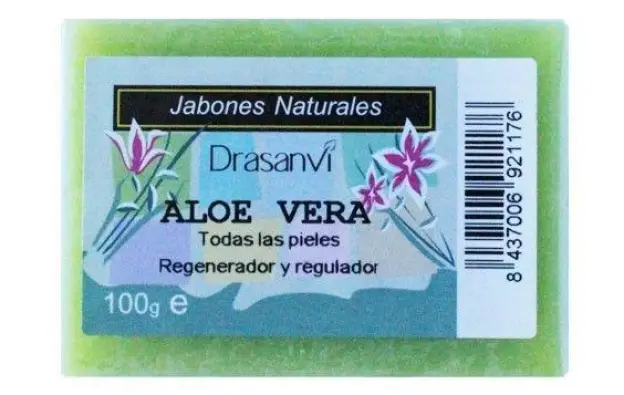 Jabones Naturales
Drasanvi
ALOE VERA
Todas las pieles
Regenerador y regulador
100g e
8 437006 921176